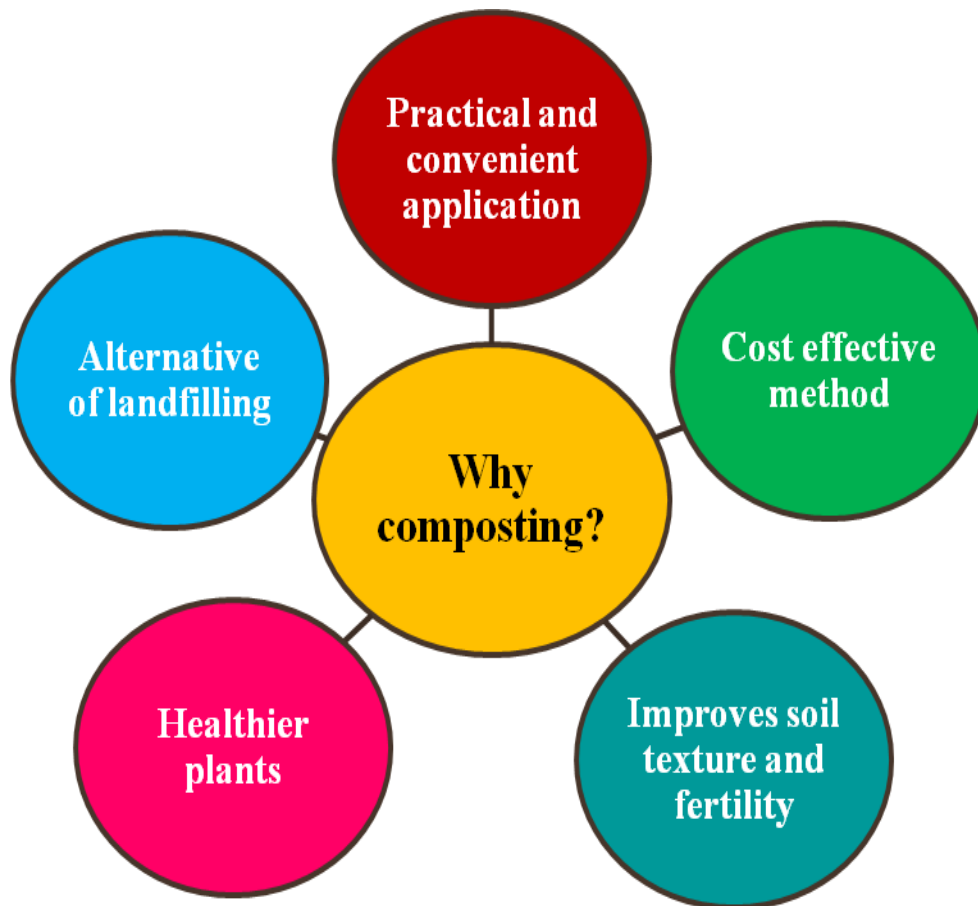 Practical and
convenient
application
Alternative
of landfilling
Cost effective
method
Why
composting?
Healthier
plants
Improves soil
texture and
fertility